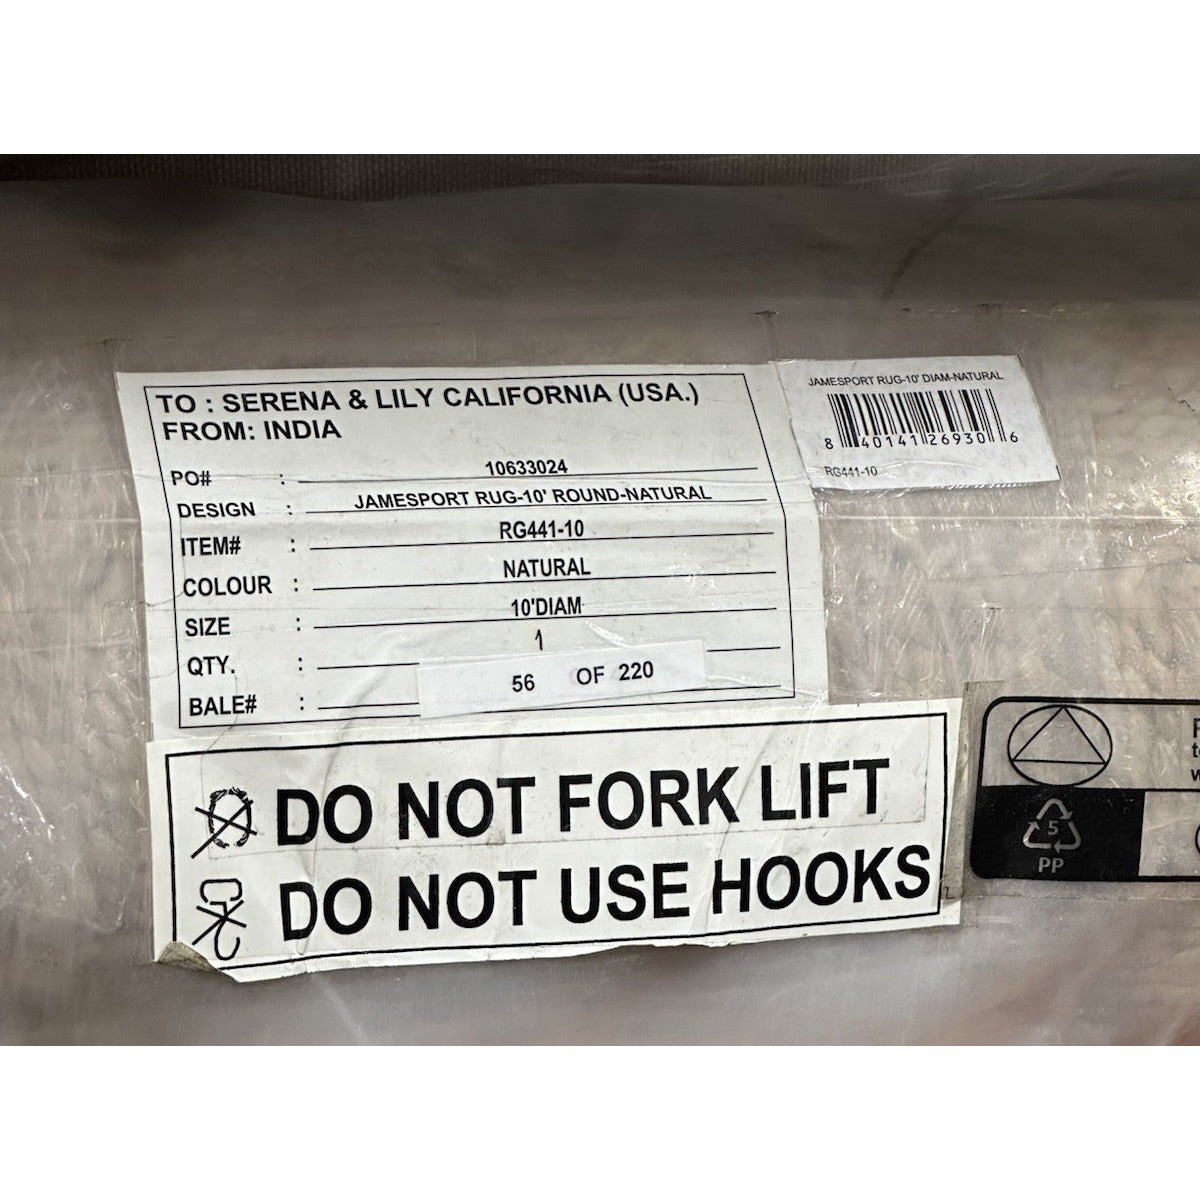 TO : SERENA & LILY CALIFORNIA (USA.)
FROM: INDIA
PO# : 10633024
DESIGN : JAMESPORT RUG-10' ROUND-NATURAL
ITEM# : RG441-10
COLOUR : NATURAL
SIZE : 10'DIAM
QTY. : 1
BALE# : 56 OF 220
JAMESPORT RUG-10' DIAM-NATURAL
8 40141 26930 6
RG441-10
DO NOT FORK LIFT
DO NOT USE HOOKS
5
PP